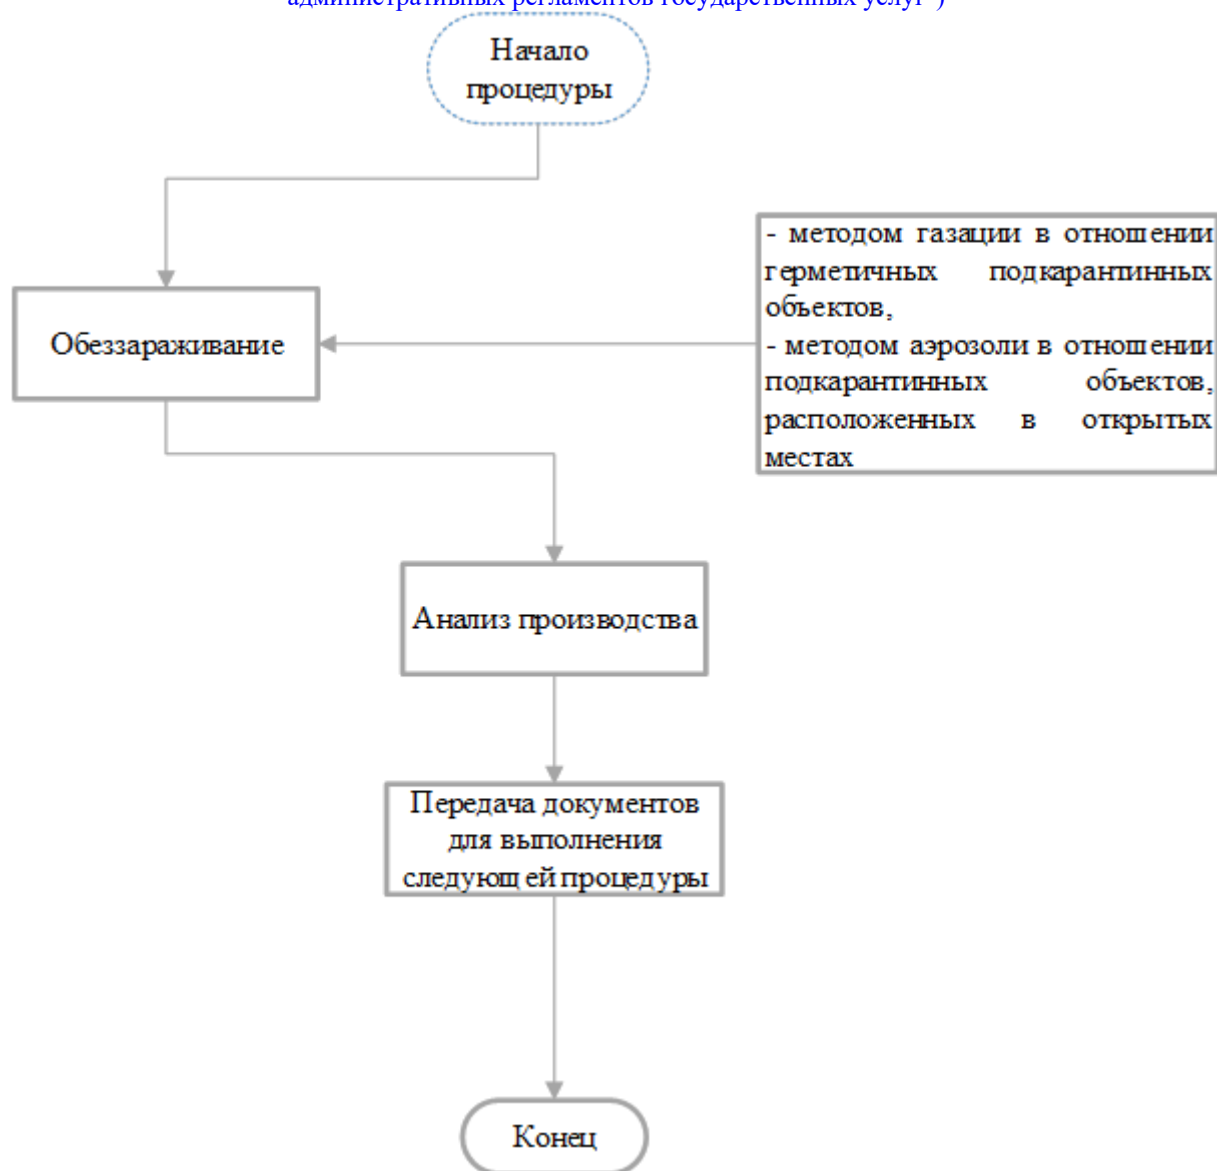 административных регламентов государственных услуг")
Начало
процедуры
- методом газации в отношении
герметичных подкарантинных
объектов,
- методом аэрозоли в отношении
подкарантинных объектов,
расположенных в открытых
местах
Обеззараживание
Анализ производства
Передача документов
для выполнения
следующей процедуры
Конец